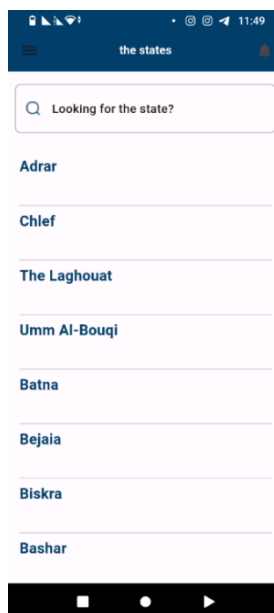 11:49
the states
Looking for the state?
Adrar
Chlef
The Laghouat
Umm Al-Bouqi
Batna
Bejaia
Biskra
Bashar